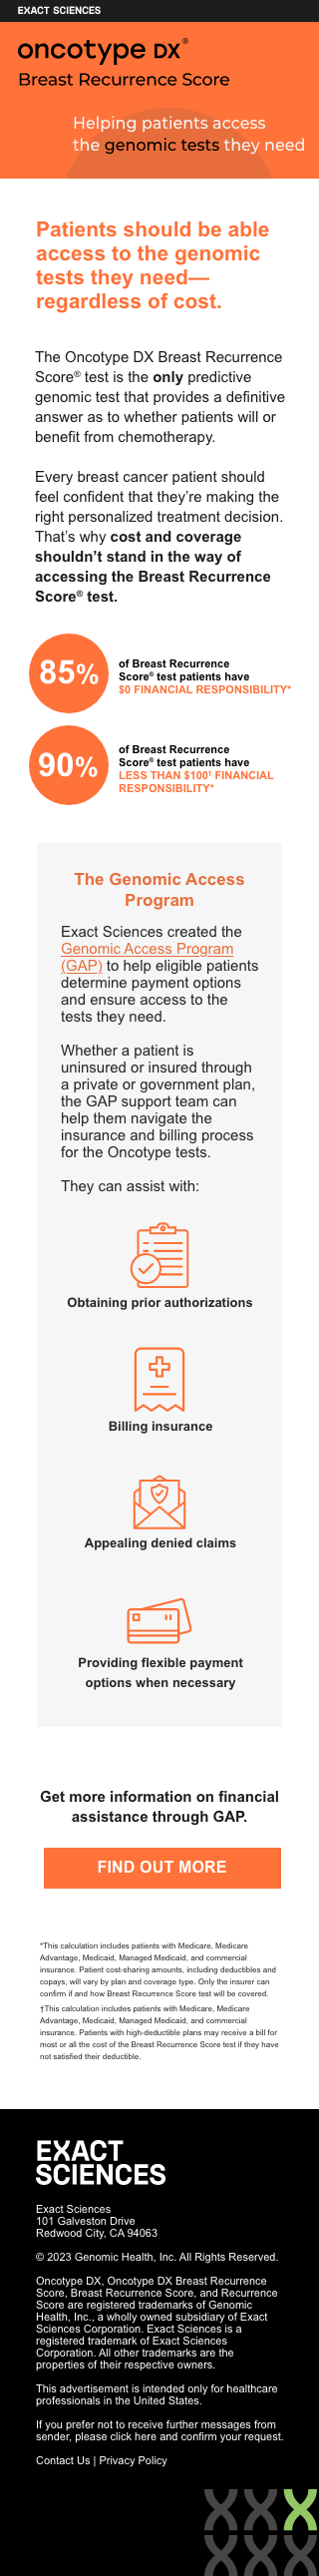 EXACT SCIENCES
oncotype DX®
Breast Recurrence Score
Helping patients access
the genomic tests they need
Patients should be able
access to the genomic
tests they need—
regardless of cost.
The Oncotype DX Breast Recurrence
Score® test is the only predictive
genomic test that provides a definitive
answer as to whether patients will or
benefit from chemotherapy.
Every breast cancer patient should
feel confident that they’re making the
right personalized treatment decision.
That’s why cost and coverage
shouldn’t stand in the way of
accessing the Breast Recurrence
Score® test.
85%
of Breast Recurrence
Score® test patients have
$0 FINANCIAL RESPONSIBILITY*
90%
of Breast Recurrence
Score® test patients have
LESS THAN $100† FINANCIAL
RESPONSIBILITY*
The Genomic Access
Program
Exact Sciences created the
Genomic Access Program
(GAP) to help eligible patients
determine payment options
and ensure access to the
tests they need.
Whether a patient is
uninsured or insured through
a private or government plan,
the GAP support team can
help them navigate the
insurance and billing process
for the Oncotype tests.
They can assist with:
Obtaining prior authorizations
Billing insurance
Appealing denied claims
Providing flexible payment
options when necessary
Get more information on financial
assistance through GAP.
FIND OUT MORE
*This calculation includes patients with Medicare, Medicare
Advantage, Medicaid, Managed Medicaid, and commercial
insurance. Patient cost-sharing amounts, including deductibles and
copays, will vary by plan and coverage type. Only the insurer can
confirm if and how Breast Recurrence Score test will be covered.
†This calculation includes patients with Medicare, Medicare
Advantage, Medicaid, Managed Medicaid, and commercial
insurance. Patients with high-deductible plans may receive a bill for
most or all the cost of the Breast Recurrence Score test if they have
not satisfied their deductible.
EXACT
SCIENCES
Exact Sciences
101 Galveston Drive
Redwood City, CA 94063
© 2023 Genomic Health, Inc. All Rights Reserved.
Oncotype DX, Oncotype DX Breast Recurrence
Score, Breast Recurrence Score, and Recurrence
Score are registered trademarks of Genomic
Health, Inc., a wholly owned subsidiary of Exact
Sciences Corporation. Exact Sciences is a
registered trademark of Exact Sciences
Corporation. All other trademarks are the
properties of their respective owners.
This advertisement is intended only for healthcare
professionals in the United States.
If you prefer not to receive further messages from
sender, please click here and confirm your request.
Contact Us | Privacy Policy